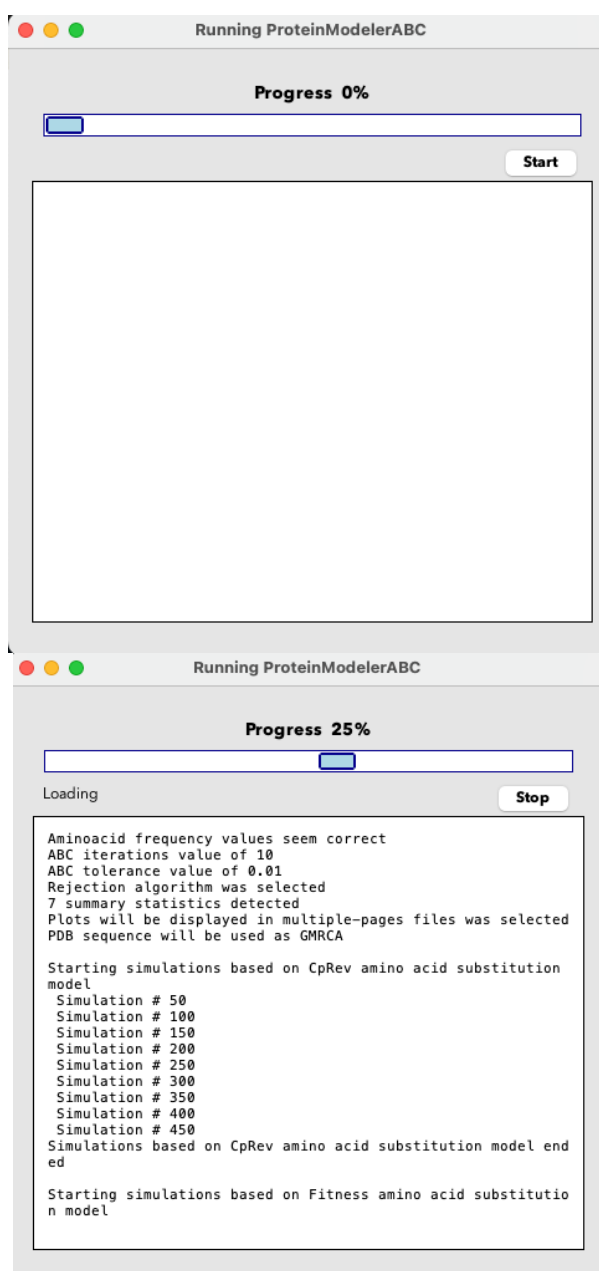 Running ProteinModelerABC
Progress 0%
Start
Running ProteinModelerABC
Progress 25%
Loading
Stop
Aminoacid frequency values seem correct
ABC iterations value of 10
ABC tolerance value of 0.01
Rejection algorithm was selected
7 summary statistics detected
Plots will be displayed in multiple-pages files was selected
PDB sequence will be used as GMRCA
Starting simulations based on CpRev amino acid substitution
model
Simulation # 50
Simulation # 100
Simulation # 150
Simulation # 200
Simulation # 250
Simulation # 300
Simulation # 350
Simulation # 400
Simulation # 450
Simulations based on CpRev amino acid substitution model end
ed
Starting simulations based on Fitness amino acid substitutio
n model